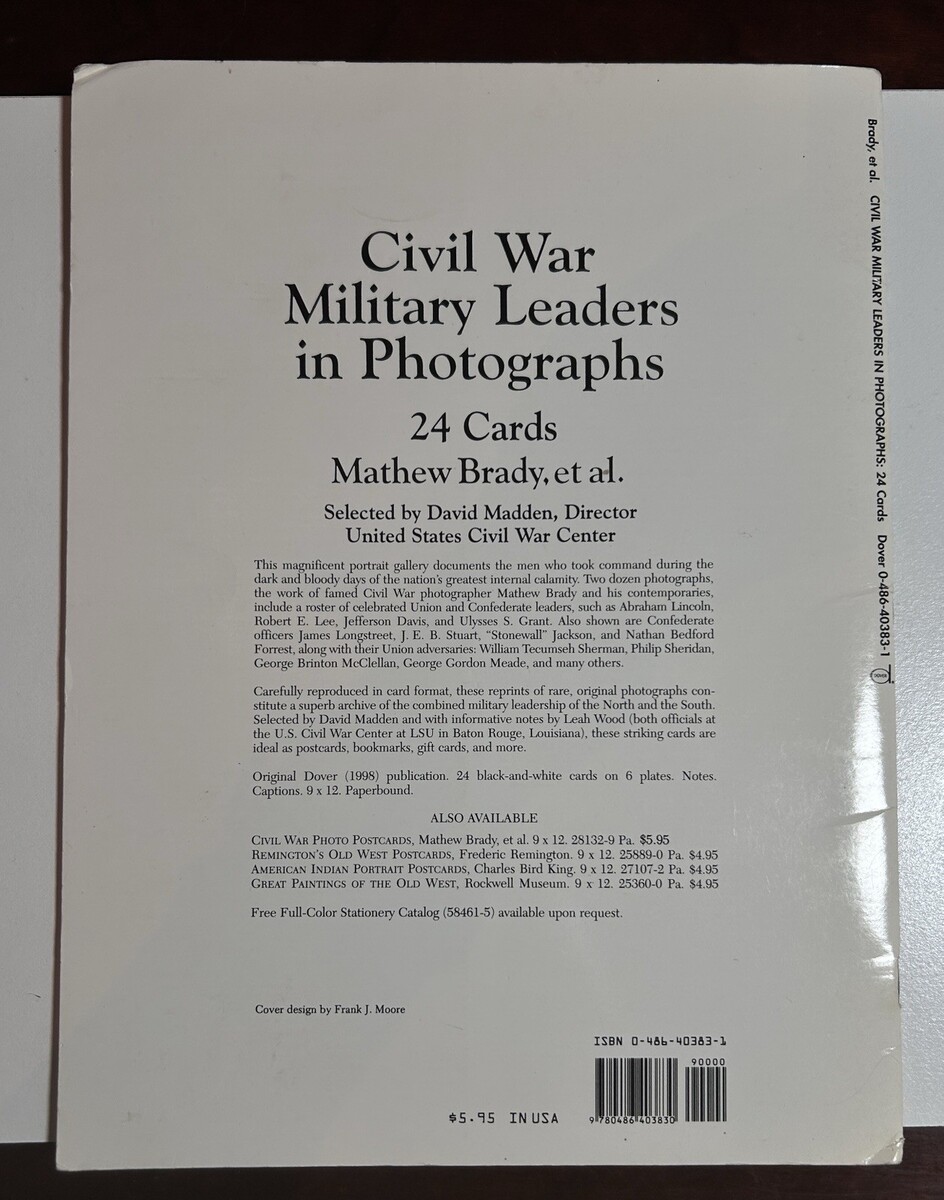 Civil War
Military Leaders
in Photographs
24 Cards
Mathew Brady, et al.
Selected by David Madden, Director
United States Civil War Center
This magnificent portrait gallery documents the men who took command during the
dark and bloody days of the nation's greatest internal calamity. Two dozen photographs,
the work of famed Civil War photographer Mathew Brady and his contemporaries,
include a roster of celebrated Union and Confederate leaders, such as Abraham Lincoln,
Robert E. Lee, Jefferson Davis, and Ulysses S. Grant. Also shown are Confederate
officers James Longstreet, J. E. B. Stuart, "Stonewall" Jackson, and Nathan Bedford
Forrest, along with their Union adversaries: William Tecumseh Sherman, Philip Sheridan,
George Brinton McClellan, George Gordon Meade, and many others.
Carefully reproduced in card format, these reprints of rare, original photographs con-
stitute a superb archive of the combined military leadership of the North and the South.
Selected by David Madden and with informative notes by Leah Wood (both officials at
the U.S. Civil War Center at LSU in Baton Rouge, Louisiana), these striking cards are
ideal as postcards, bookmarks, gift cards, and more.
Original Dover (1998) publication. 24 black-and-white cards on 6 plates. Notes.
Captions. 9 x 12. Paperbound.
ALSO AVAILABLE
CIVIL WAR PHOTO POSTCARDS, Mathew Brady, et al. 9 x 12. 28132-9 Pa. $5.95
REMINGTON'S OLD WEST POSTCARDS, Frederic Remington. 9 x 12. 25889-0 Pa. $4.95
AMERICAN INDIAN PORTRAIT POSTCARDS, Charles Bird King. 9 x 12. 27107-2 Pa. $4.95
GREAT PAINTINGS OF THE OLD WEST, Rockwell Museum. 9 x 12. 25360-0 Pa. $4.95
Free Full-Color Stationery Catalog (58461-5) available upon request.
Cover design by Frank J. Moore
ISBN 0-486-40383-1
90000
9 780486 403830
$5.95 IN USA
Brady, et al. CIVIL WAR MILITARY LEADERS IN PHOTOGRAPHS: 24 Cards Dover 0-486-40383-1
DOVER